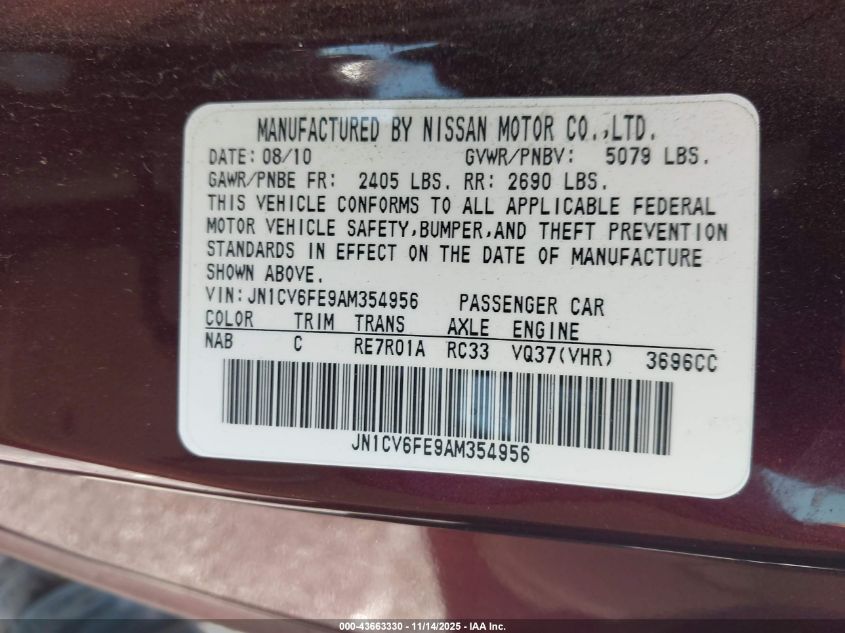 MANUFACTURED BY NISSAN MOTOR CO.,LTD.
DATE: 08/10 GVWR/PNBV: 5079 LBS.
GAWR/PNBE FR: 2405 LBS. RR: 2690 LBS.
THIS VEHICLE CONFORMS TO ALL APPLICABLE FEDERAL
MOTOR VEHICLE SAFETY,BUMPER,AND THEFT PREVENTION
STANDARDS IN EFFECT ON THE DATE OF MANUFACTURE
SHOWN ABOVE.
VIN: JN1CV6FE9AM354956 PASSENGER CAR
COLOR TRIM TRANS AXLE ENGINE
NAB C RE7R01A RC33 VQ37(VHR) 3696CC
JN1CV6FE9AM354956
000-43663330 — 11/14/2025 — IAA Inc.